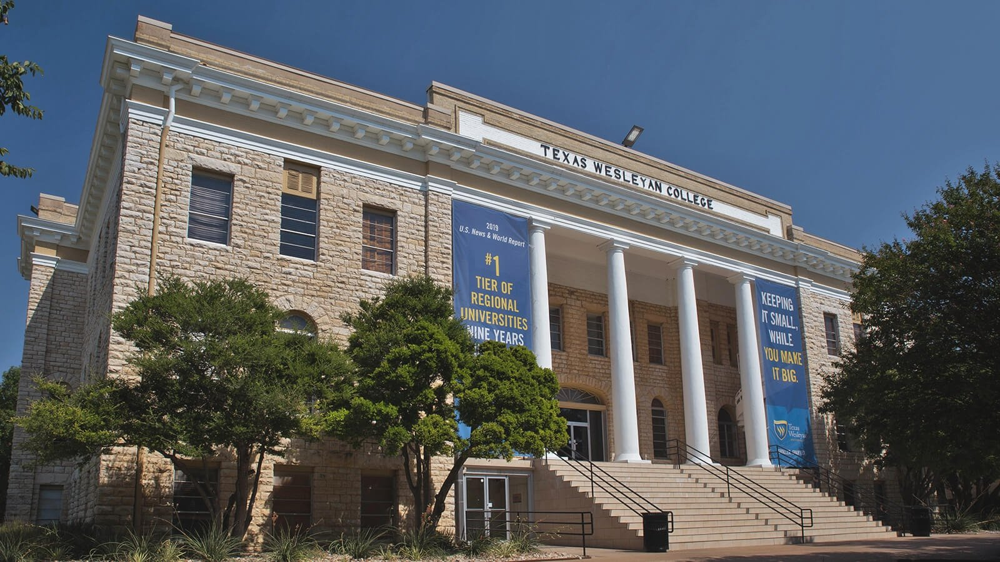 TEXAS WESLEYAN COLLEGE
2019
U.S. News & World Report
#1
TIER OF
REGIONAL
UNIVERSITIES
NINE YEARS
KEEPING
IT SMALL,
WHILE
YOU MAKE
IT BIG.
Texas
Wesleyan